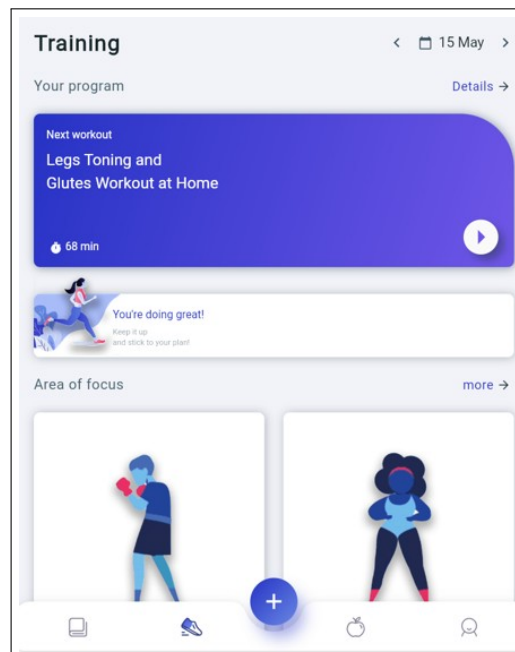 Training
15 May
Your program
Details →
Next workout
Legs Toning and
Glutes Workout at Home
68 min
You're doing great!
Keep it up
and stick to your plan!
Area of focus
more →
+